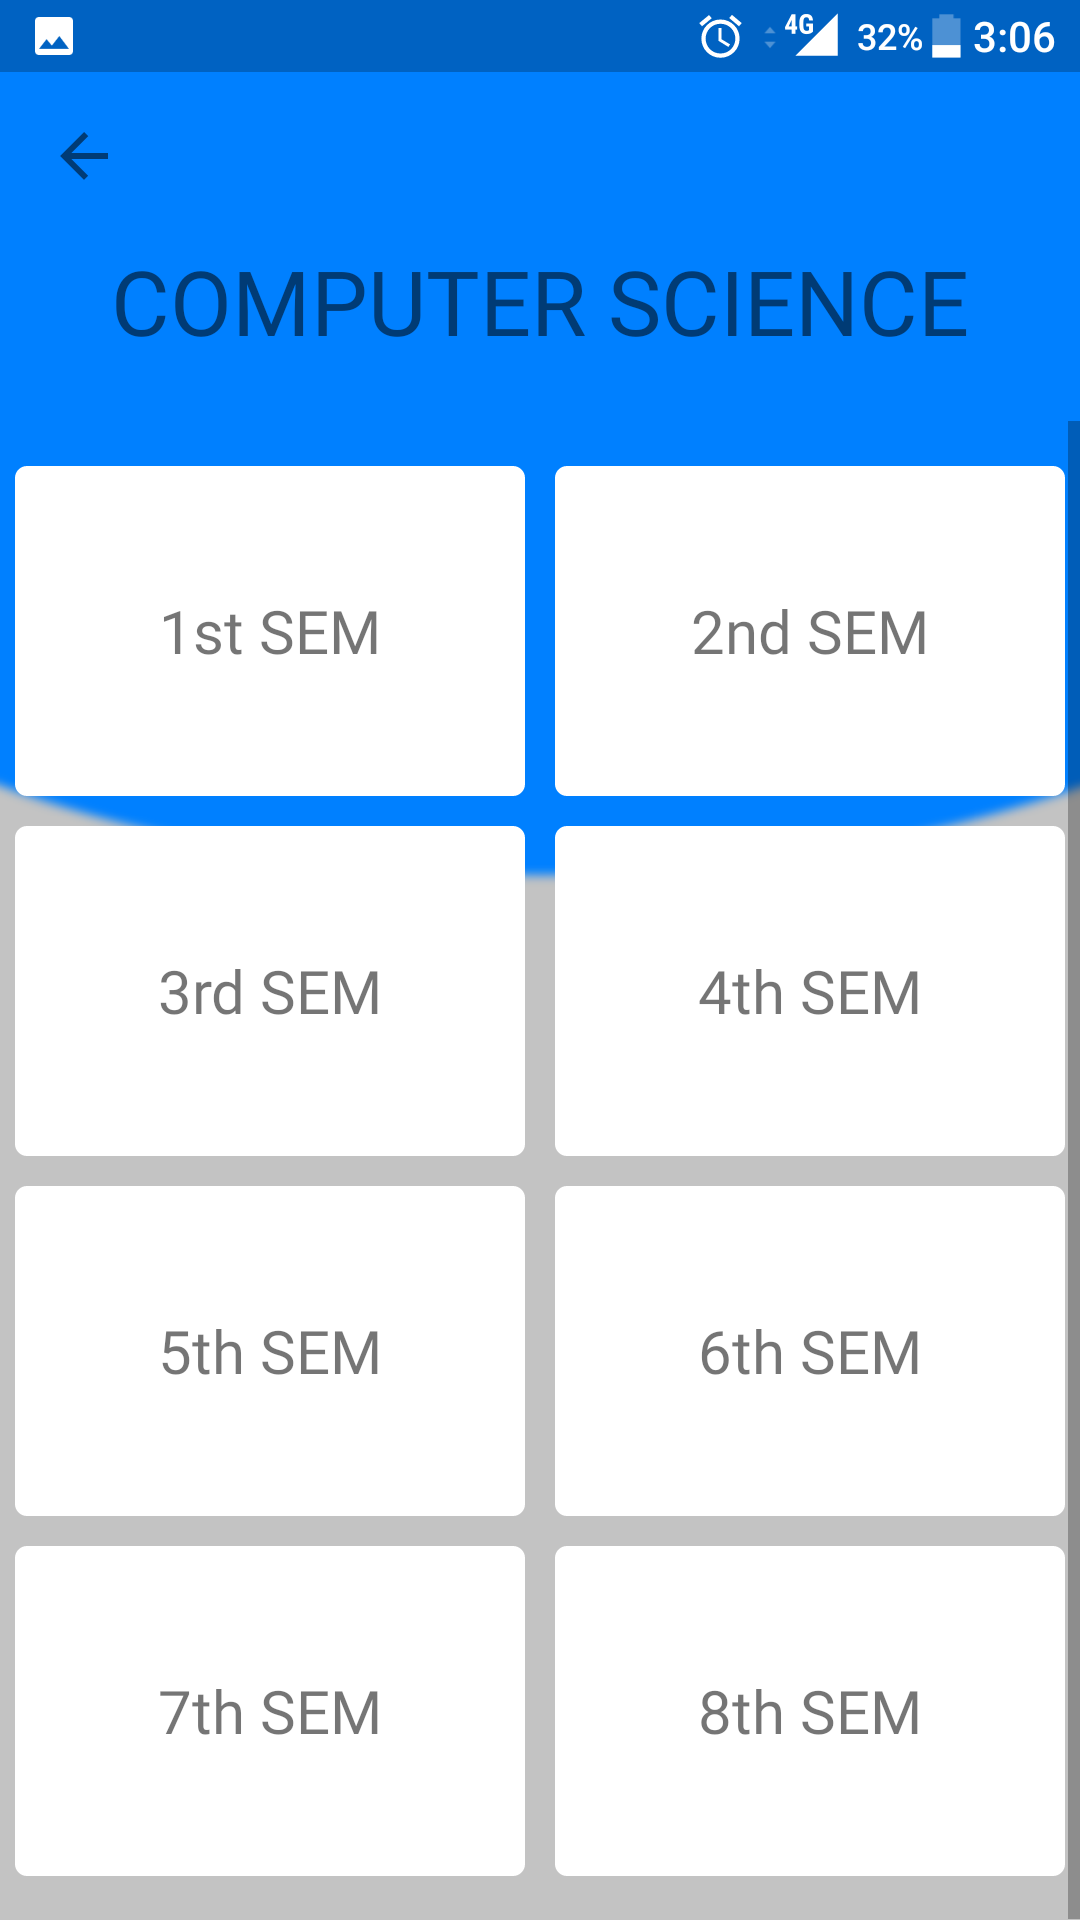 4G 32% 3:06
COMPUTER SCIENCE
1st SEM 2nd SEM
3rd SEM 4th SEM
5th SEM 6th SEM
7th SEM 8th SEM